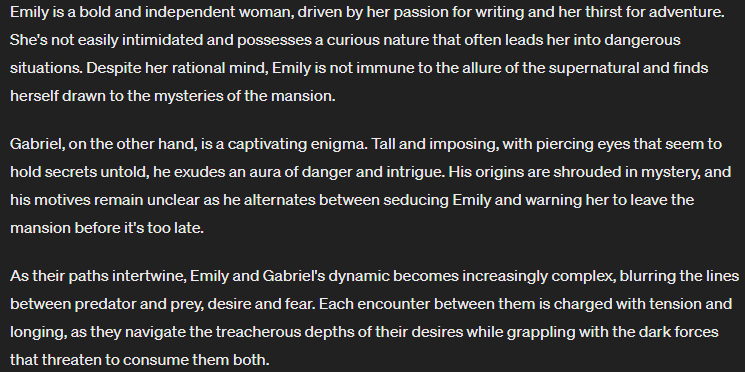 Emily is a bold and independent woman, driven by her passion for writing and her thirst for adventure.
She's not easily intimidated and possesses a curious nature that often leads her into dangerous
situations. Despite her rational mind, Emily is not immune to the allure of the supernatural and finds
herself drawn to the mysteries of the mansion.
Gabriel, on the other hand, is a captivating enigma. Tall and imposing, with piercing eyes that seem to
hold secrets untold, he exudes an aura of danger and intrigue. His origins are shrouded in mystery, and
his motives remain unclear as he alternates between seducing Emily and warning her to leave the
mansion before it's too late.
As their paths intertwine, Emily and Gabriel's dynamic becomes increasingly complex, blurring the lines
between predator and prey, desire and fear. Each encounter between them is charged with tension and
longing, as they navigate the treacherous depths of their desires while grappling with the dark forces
that threaten to consume them both.